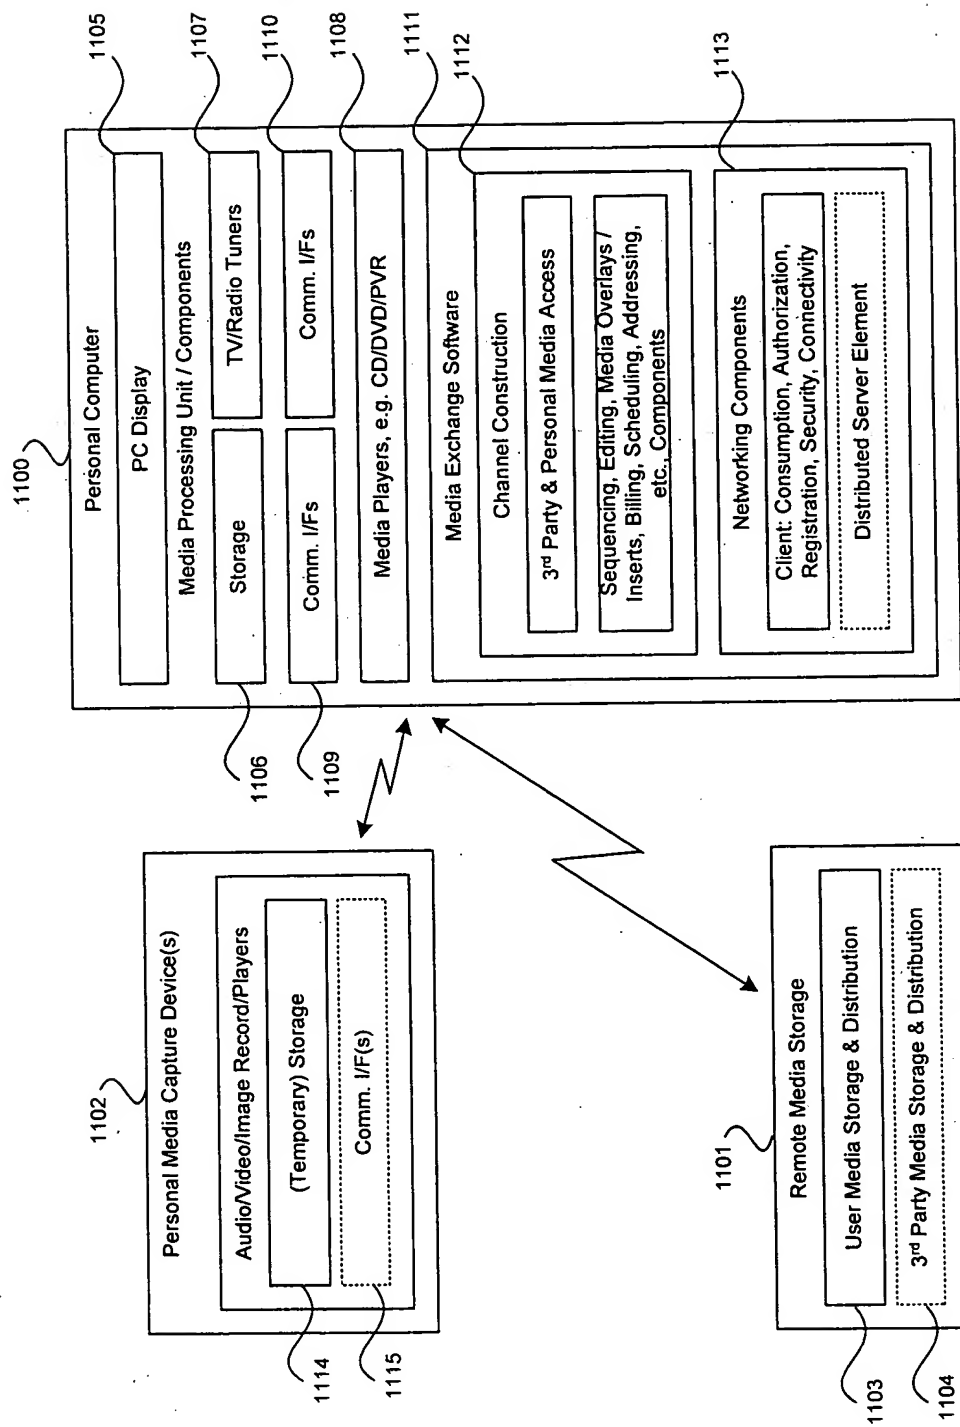 1100
Personal Computer
1105
PC Display
Media Processing Unit / Components
1107
Storage
TV/Radio Tuners
1106
1110
Comm. I/Fs
Comm. I/Fs
1109
1108
Media Players, e.g. CD/DVD/PVR
1111
Media Exchange Software
1112
Channel Construction
3rd Party & Personal Media Access
Sequencing, Editing, Media Overlays /
Inserts, Billing, Scheduling, Addressing,
etc., Components
1113
Networking Components
Client: Consumption, Authorization,
Registration, Security, Connectivity
Distributed Server Element
1102
Personal Media Capture Device(s)
Audio/Video/Image Record/Players
(Temporary) Storage
1114
Comm. I/F(s)
1115
1101
Remote Media Storage
User Media Storage & Distribution
1103
3rd Party Media Storage & Distribution
1104